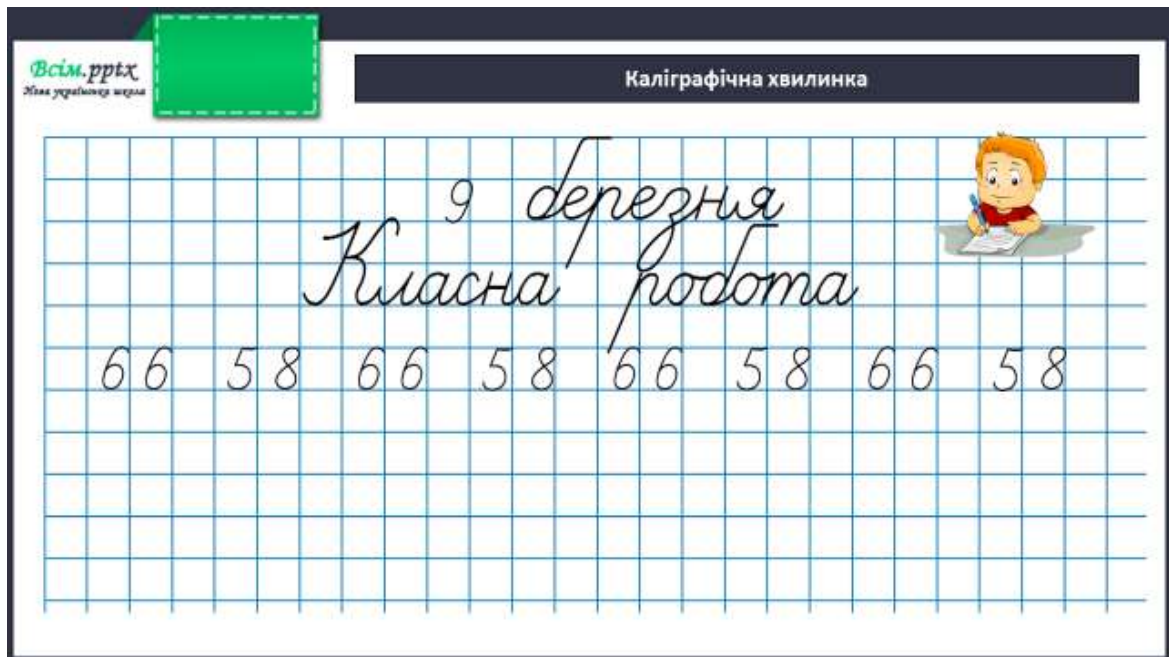 Всім.pptx
Нова українська школа
Каліграфічна хвилинка
9 березня
Класна робота
66 58 66 58 66 58 66 58